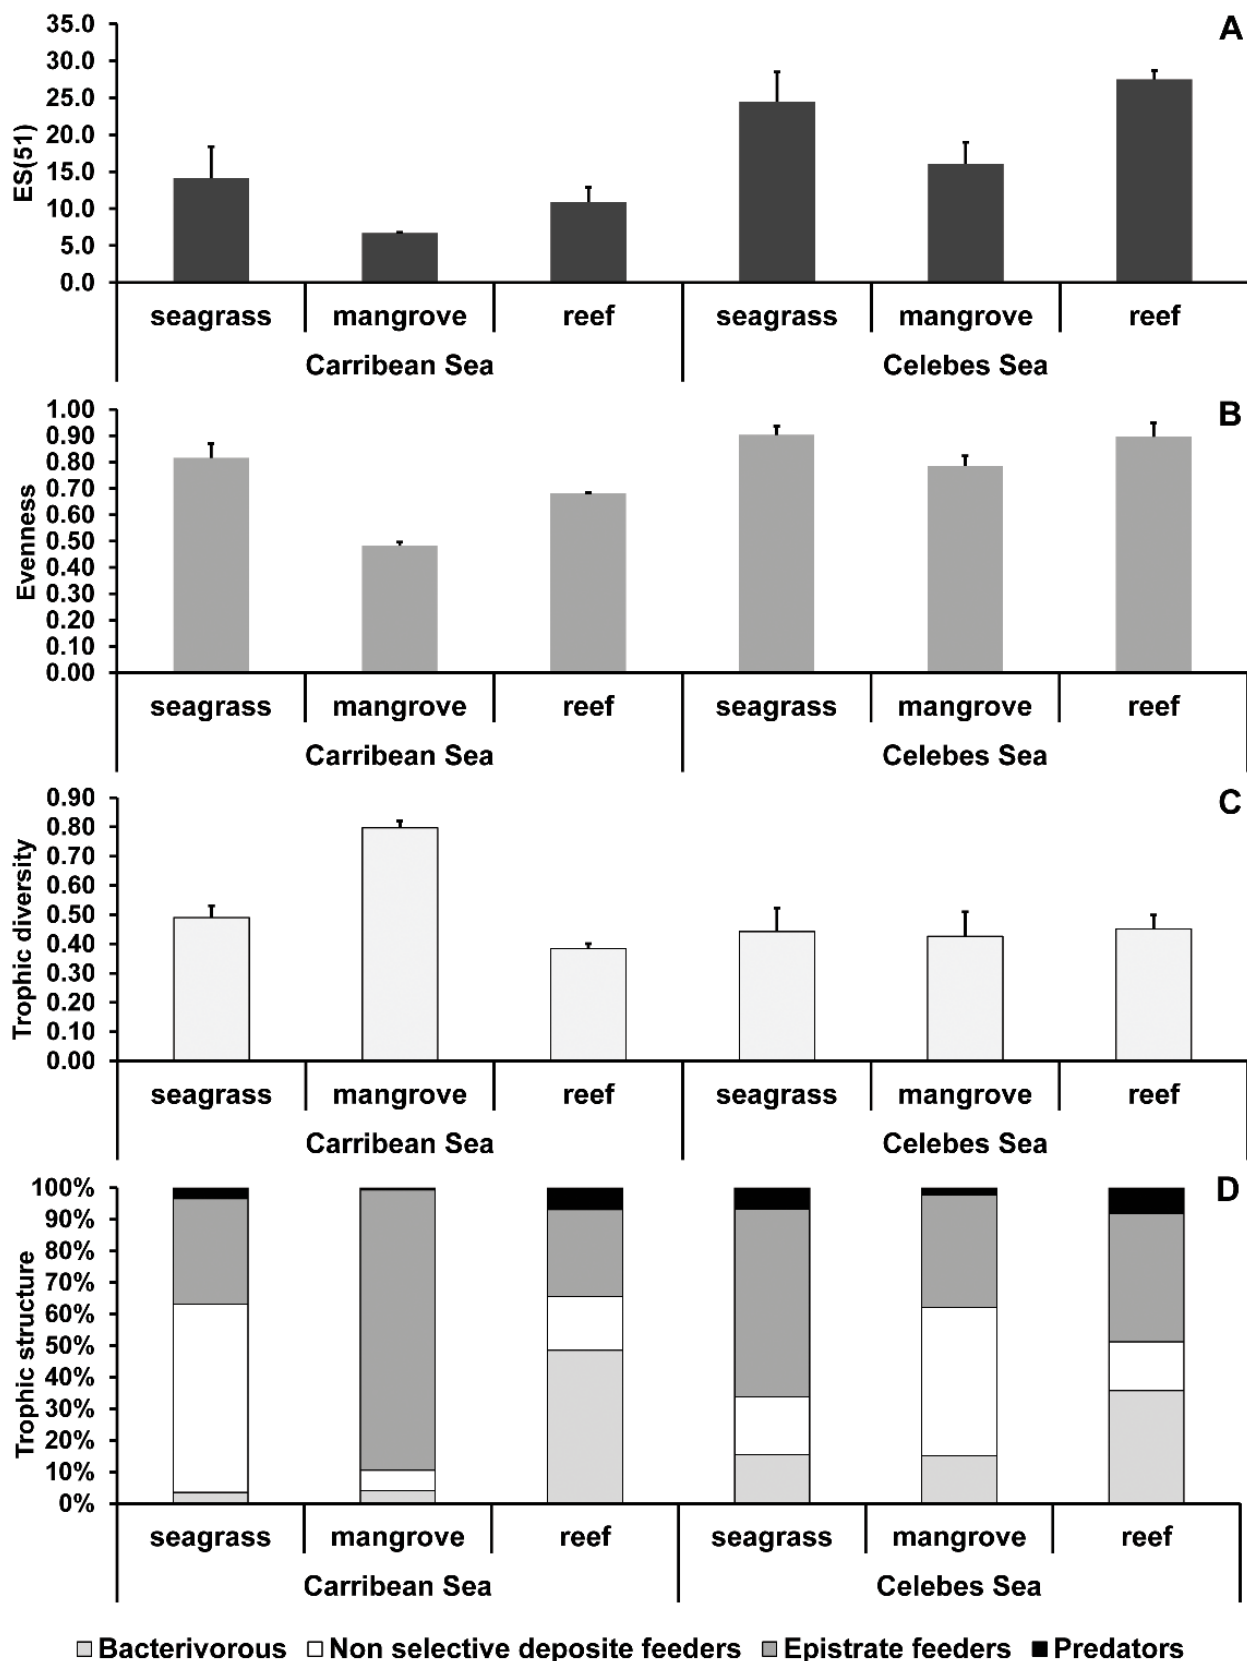 A
35.0
30.0
25.0
20.0
15.0
10.0
5.0
0.0
ES(51)
seagrass mangrove reef seagrass mangrove reef
Carribean Sea Celebes Sea
B
1.00
0.90
0.80
0.70
0.60
0.50
0.40
0.30
0.20
0.10
0.00
Evenness
seagrass mangrove reef seagrass mangrove reef
Carribean Sea Celebes Sea
C
0.90
0.80
0.70
0.60
0.50
0.40
0.30
0.20
0.10
0.00
Trophic diversity
seagrass mangrove reef seagrass mangrove reef
Carribean Sea Celebes Sea
D
100%
90%
80%
70%
60%
50%
40%
30%
20%
10%
0%
Trophic structure
seagrass mangrove reef seagrass mangrove reef
Carribean Sea Celebes Sea
Bacterivorous Non selective deposite feeders Epistrate feeders Predators